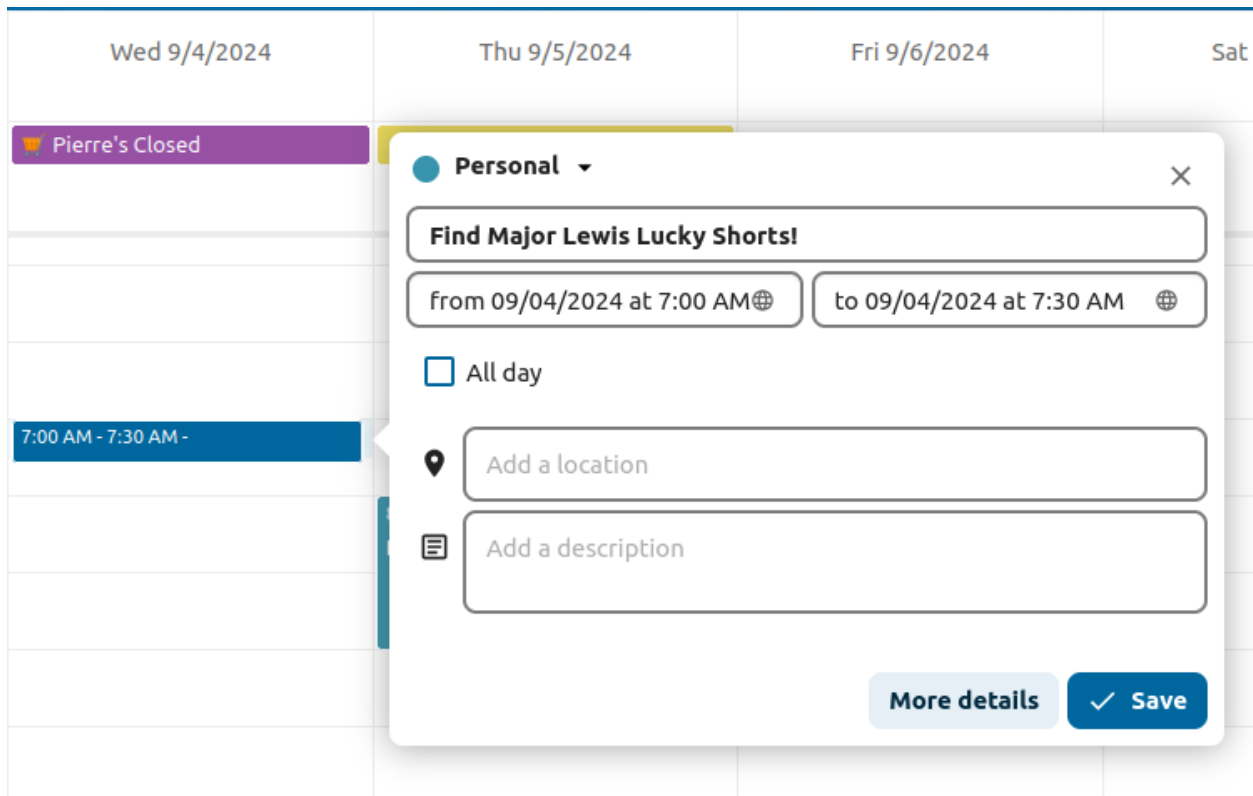 Wed 9/4/2024
Thu 9/5/2024
Fri 9/6/2024
Sat
Pierre's Closed
Personal
Find Major Lewis Lucky Shorts!
from 09/04/2024 at 7:00 AM
to 09/04/2024 at 7:30 AM
All day
7:00 AM - 7:30 AM -
Add a location
Add a description
More details
Save